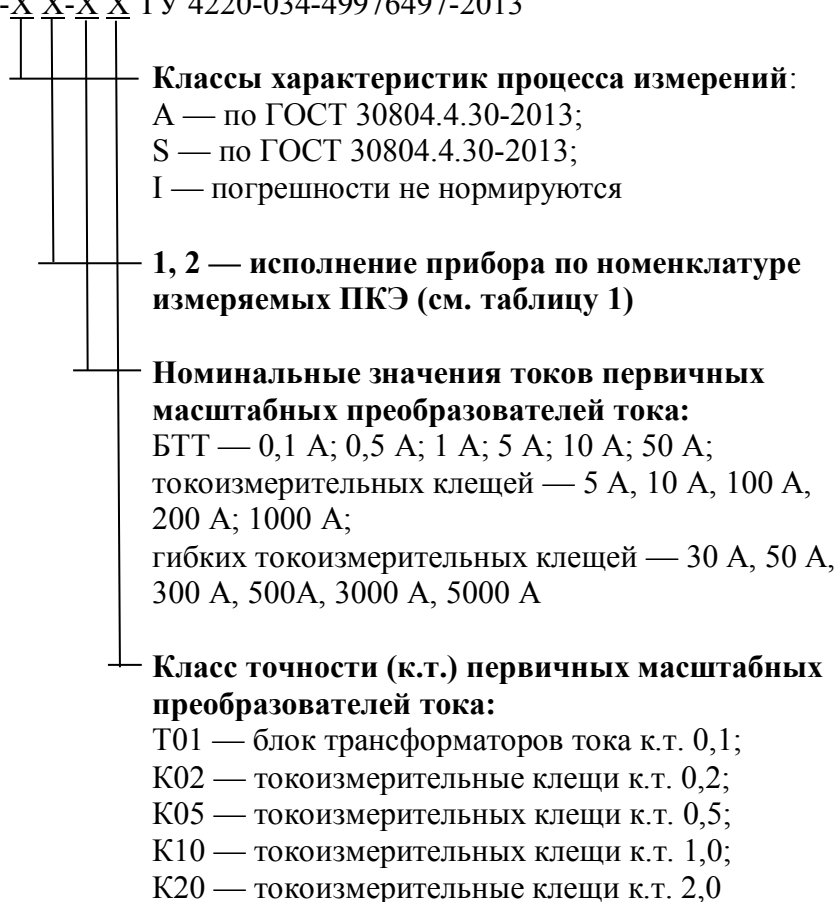 -Х Х-Х Х ТУ 4220-034-49976497-2013
Классы характеристик процесса измерений:
А — по ГОСТ 30804.4.30-2013;
S — по ГОСТ 30804.4.30-2013;
I — погрешности не нормируются
1, 2 — исполнение прибора по номенклатуре
измеряемых ПКЭ (см. таблицу 1)
Номинальные значения токов первичных
масштабных преобразователей тока:
БТТ — 0,1 А; 0,5 А; 1 А; 5 А; 10 А; 50 А;
токоизмерительных клещей — 5 А, 10 А, 100 А,
200 А; 1000 А;
гибких токоизмерительных клещей — 30 А, 50 А,
300 А, 500А, 3000 А, 5000 А
Класс точности (к.т.) первичных масштабных
преобразователей тока:
Т01 — блок трансформаторов тока к.т. 0,1;
К02 — токоизмерительные клещи к.т. 0,2;
К05 — токоизмерительных клещи к.т. 0,5;
К10 — токоизмерительных клещи к.т. 1,0;
К20 — токоизмерительные клещи к.т. 2,0